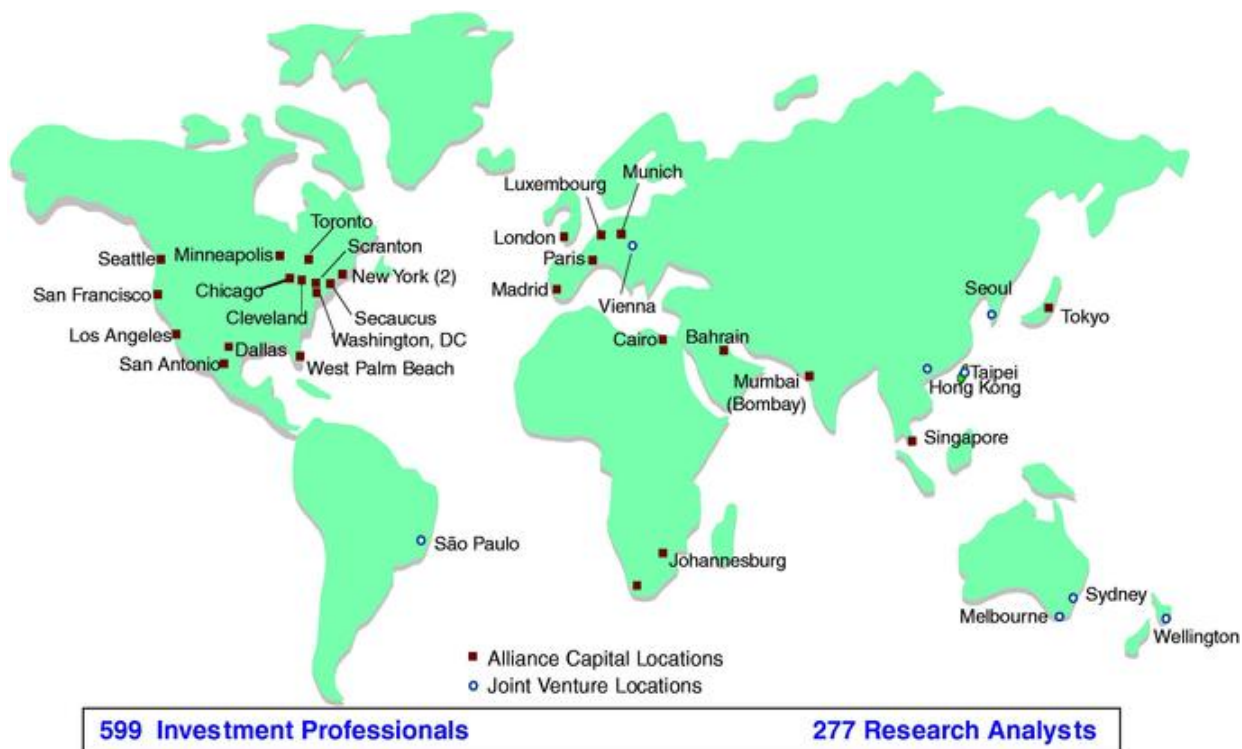 Luxembourg
Munich
Toronto
Scranton
London
Seattle
Minneapolis
Paris
New York (2)
Chicago
San Francisco
Madrid
Vienna
Seoul
Cleveland
Secaucus
Tokyo
Los Angeles
Washington, DC
Cairo
Bahrain
Dallas
San Antonio
West Palm Beach
Taipei
Mumbai
(Bombay)
Hong Kong
Singapore
São Paulo
Johannesburg
Sydney
Melbourne
Wellington
Alliance Capital Locations
Joint Venture Locations
599 Investment Professionals
277 Research Analysts